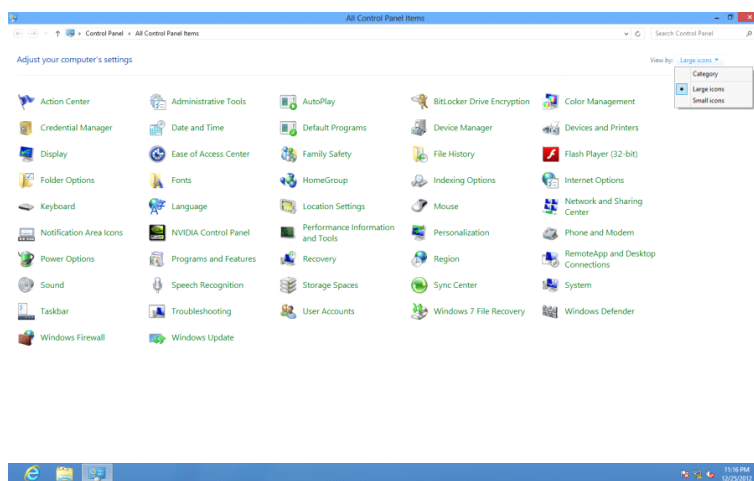 All Control Panel Items
Control Panel All Control Panel Items
Search Control Panel
Adjust your computer's settings
View by: Large icons
Category
Large icons
Small icons
Action Center
Administrative Tools
AutoPlay
BitLocker Drive Encryption
Color Management
Credential Manager
Date and Time
Default Programs
Device Manager
Devices and Printers
Display
Ease of Access Center
Family Safety
File History
Flash Player (32-bit)
Folder Options
Fonts
HomeGroup
Indexing Options
Internet Options
Keyboard
Language
Location Settings
Mouse
Network and Sharing
Center
Notification Area Icons
NVIDIA Control Panel
Performance Information
and Tools
Personalization
Phone and Modem
Power Options
Programs and Features
Recovery
Region
RemoteApp and Desktop
Connections
Sound
Speech Recognition
Storage Spaces
Sync Center
System
Taskbar
Troubleshooting
User Accounts
Windows 7 File Recovery
Windows Defender
Windows Firewall
Windows Update
11:16 PM
12/25/2012